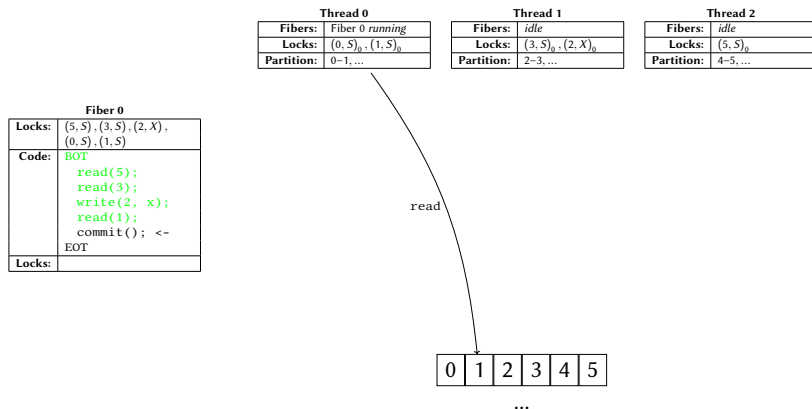 Thread 0
Fibers: Fiber 0 running
Locks: (0, S)₀ , (1, S)₀
Partition: 0–1, ...
Thread 1
Fibers: idle
Locks: (3, S)₀ , (2, X)₀
Partition: 2–3, ...
Thread 2
Fibers: idle
Locks: (5, S)₀
Partition: 4–5, ...
Fiber 0
Locks: (5, S) , (3, S) , (2, X) ,
(0, S) , (1, S)
Code: BOT
read(5);
read(3);
write(2, x);
read(1);
commit(); <-
EOT
Locks:
read
0 1 2 3 4 5
...